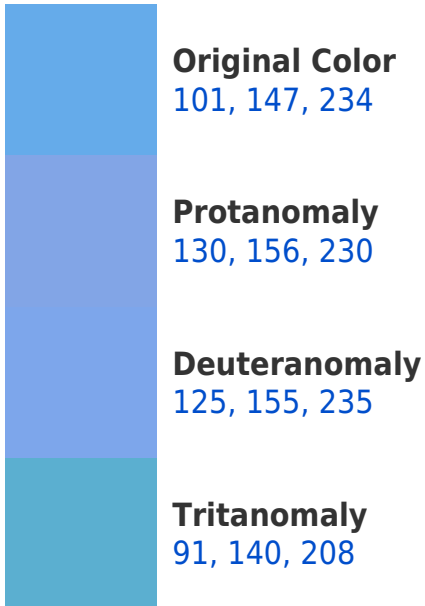 Original Color
101, 147, 234
Protanomaly
130, 156, 230
Deuteranomaly
125, 155, 235
Tritanomaly
91, 140, 208